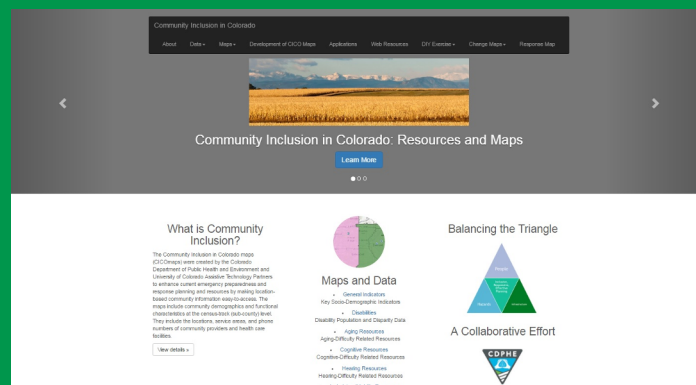 Community Inclusion in Colorado
About Data Maps Development of CICO Maps Applications Web Resources DIY Exercise Change Maps Response Map
Community Inclusion in Colorado: Resources and Maps
Learn More
What is Community
Inclusion?
The Community Inclusion in Colorado maps
(CICOmaps) were created by the Colorado
Department of Public Health and Environment and
University of Colorado Assistive Technology Partners
to enhance current emergency preparedness and
response planning and resources by making location-
based community information easy-to-access. The
maps include community demographics and functional
characteristics at the census-track (sub-county) level.
They include the locations, service areas, and phone
numbers of community providers and health care
facilities.
View details »
Maps and Data
• General Indicators
Key Socio-Demographic Indicators
• Disabilities
Disability Population and Disparity Data
• Aging Resources
Aging-Difficulty Related Resources
• Cognitive Resources
Cognitive-Difficulty Related Resources
• Hearing Resources
Hearing-Difficulty Related Resources
Balancing the Triangle
People
Hazards
A Collaborative Effort
CDPHE